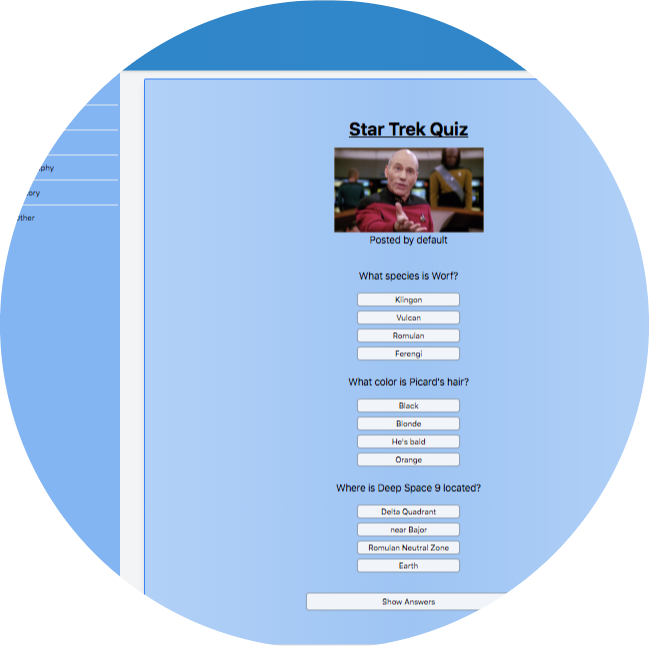 phy
ory
Other
Star Trek Quiz
Posted by default
What species is Worf?
Klingon
Vulcan
Romulan
Ferengi
What color is Picard's hair?
Black
Blonde
He's bald
Orange
Where is Deep Space 9 located?
Delta Quadrant
near Bajor
Romulan Neutral Zone
Earth
Show Answers